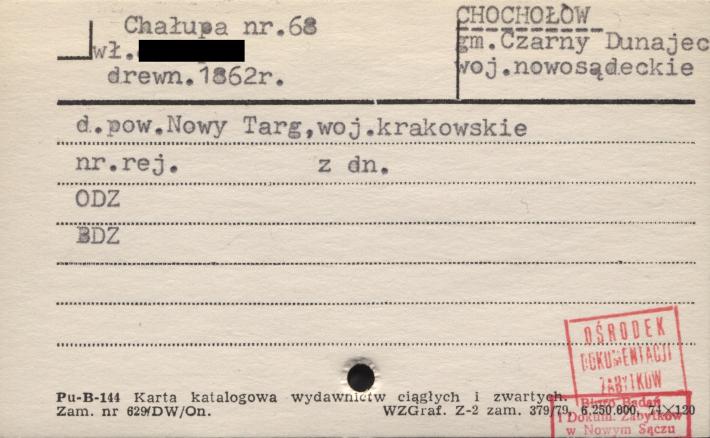 Chałupa nr.68
wł.
drewn.1862r.
CHOCHOŁÓW
gm.Czarny Dunajec
woj.nowosądeckie
d.pow.Nowy Targ,woj.krakowskie
nr.rej. z dn.
ODZ
BDZ
OŚRODEK
DOKUMENTACJI
ZABYTKÓW
Pu-B-144 Karta katalogowa wydawnictw ciągłych i zwartych.
Zam. nr 629/DW/On. WZGraf. Z-2 zam. 379/79, 6.250.000, 74×120
Biuro Badań
i Dokum. Zabytków
w Nowym Sączu